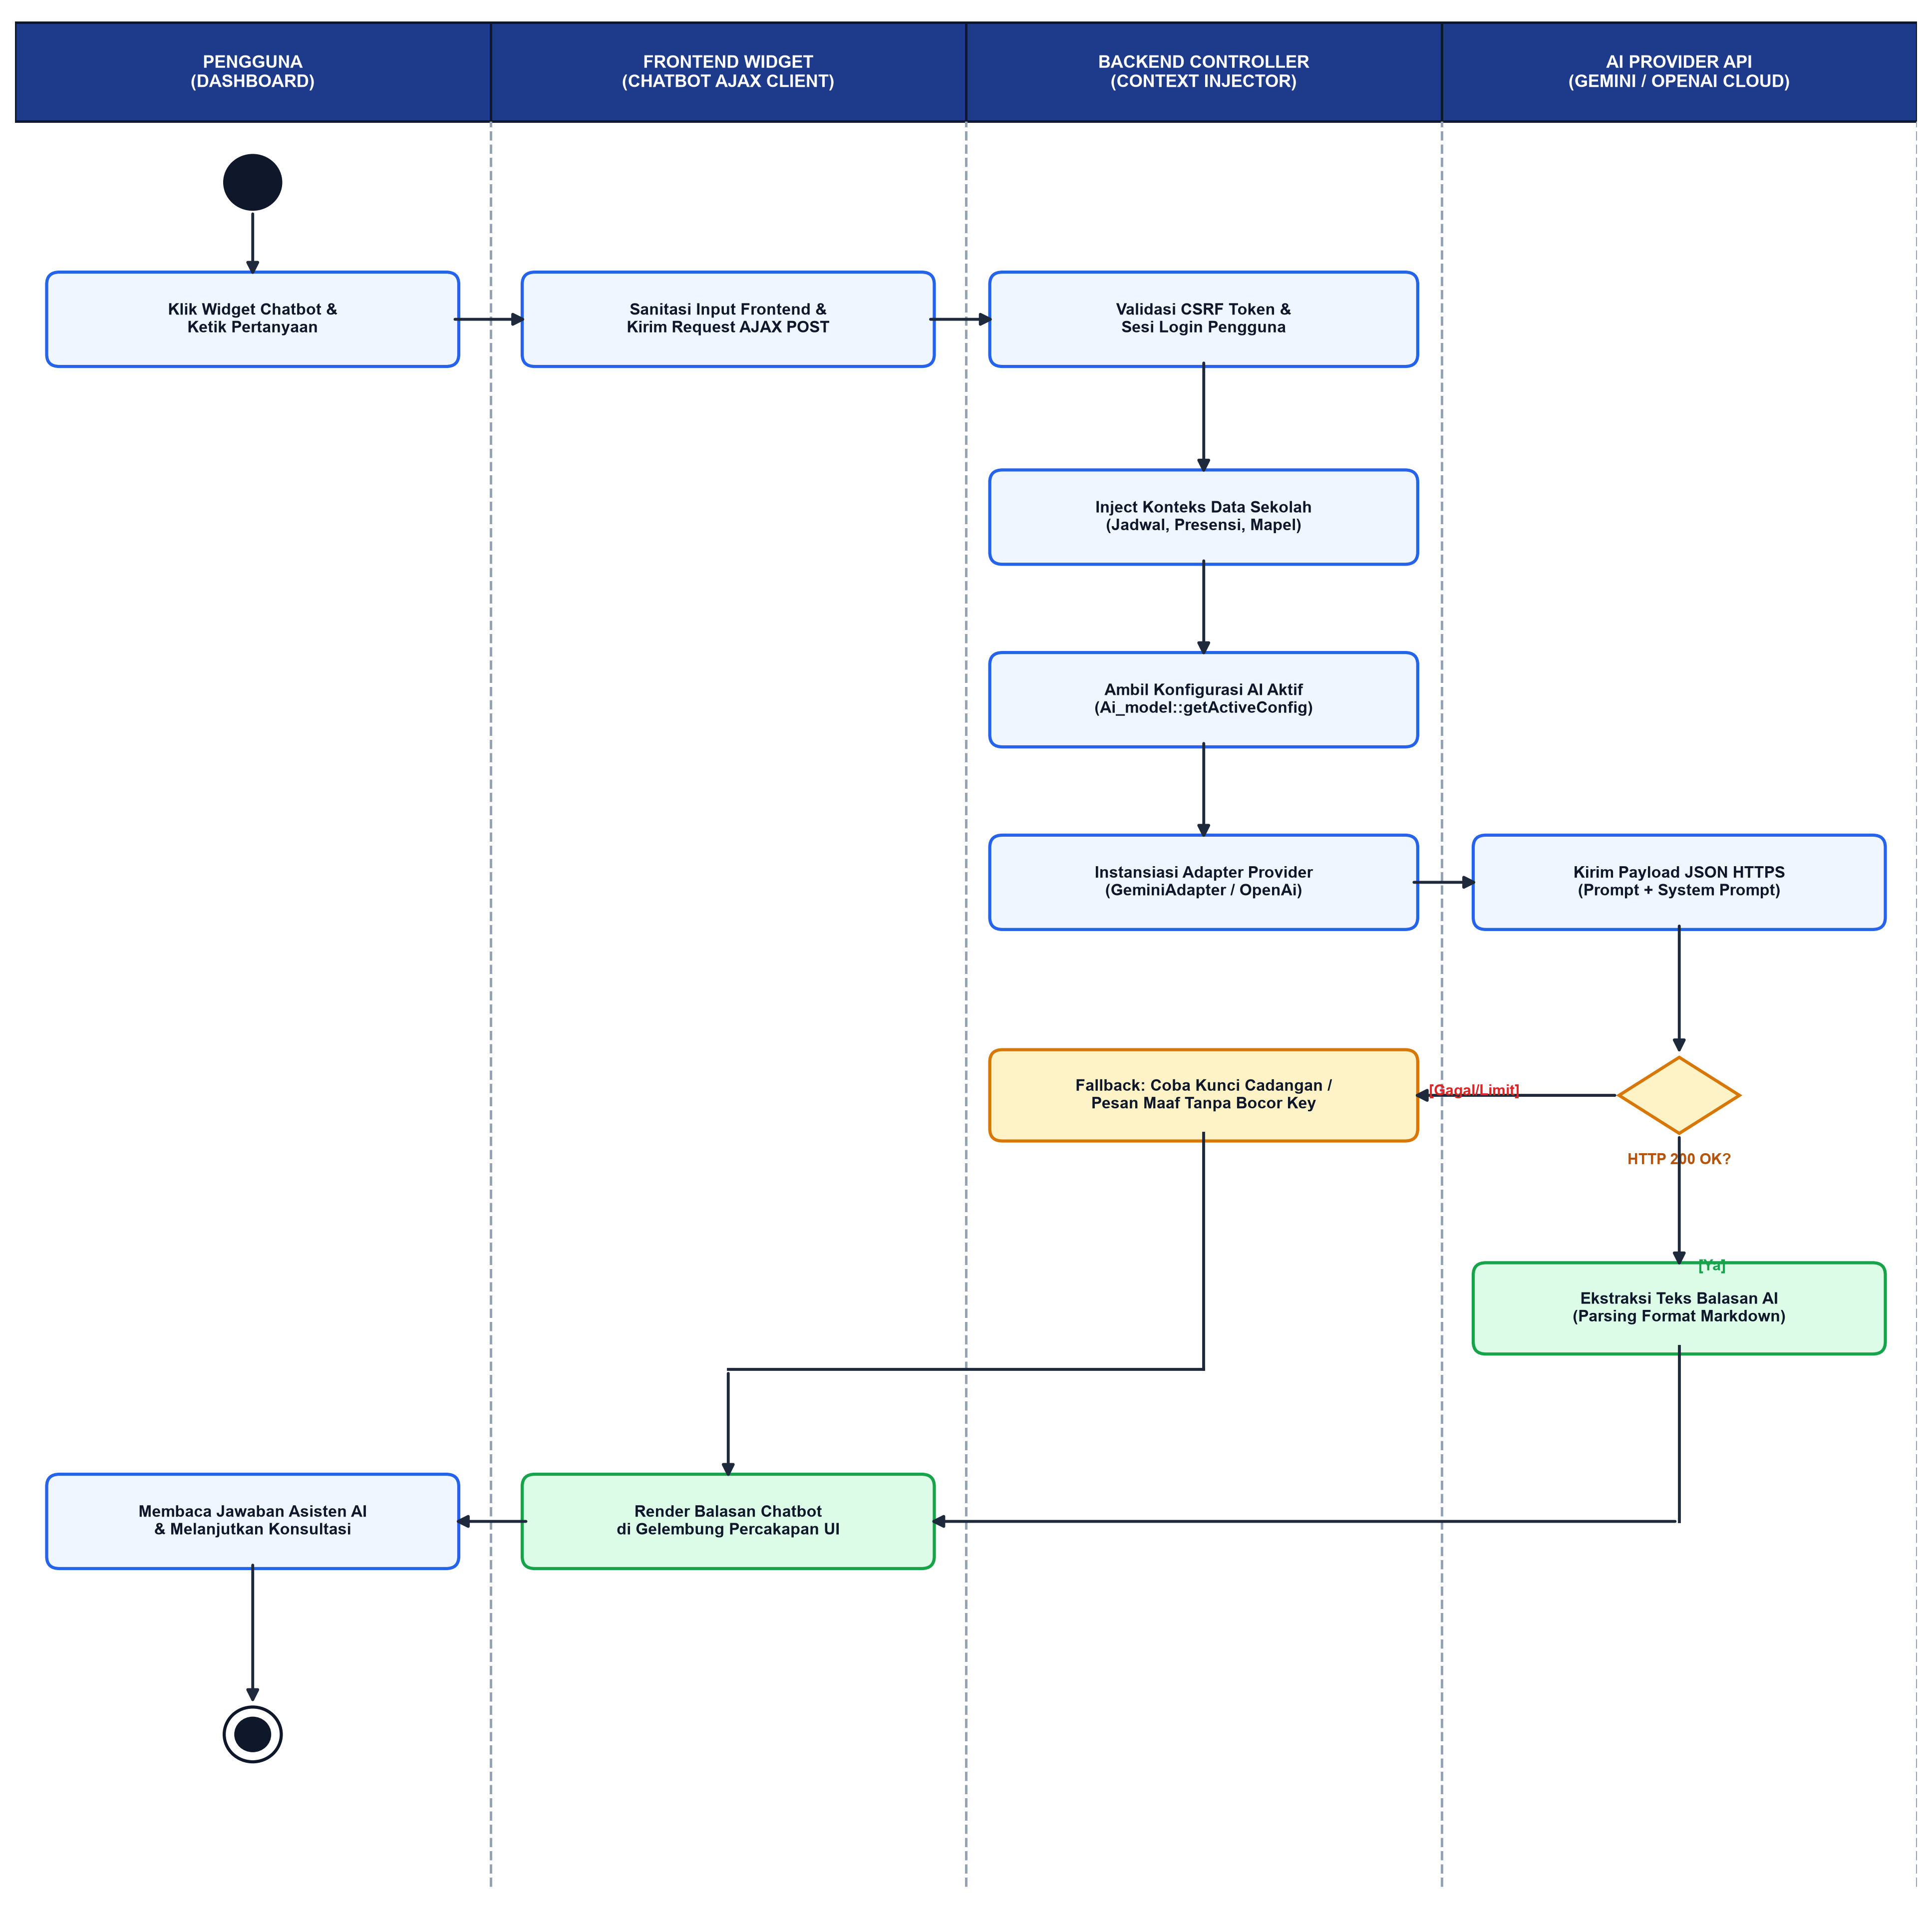 PENGGUNA
(DASHBOARD)
FRONTEND WIDGET
(CHATBOT AJAX CLIENT)
BACKEND CONTROLLER
(CONTEXT INJECTOR)
AI PROVIDER API
(GEMINI / OPENAI CLOUD)
Klik Widget Chatbot &
Ketik Pertanyaan
Sanitasi Input Frontend &
Kirim Request AJAX POST
Validasi CSRF Token &
Sesi Login Pengguna
Inject Konteks Data Sekolah
(Jadwal, Presensi, Mapel)
Ambil Konfigurasi AI Aktif
(Ai_model::getActiveConfig)
Instansiasi Adapter Provider
(GeminiAdapter / OpenAi)
Kirim Payload JSON HTTPS
(Prompt + System Prompt)
Fallback: Coba Kunci Cadangan /
Pesan Maaf Tanpa Bocor Key
[Gagal/Limit]
HTTP 200 OK?
[Ya]
Ekstraksi Teks Balasan AI
(Parsing Format Markdown)
Membaca Jawaban Asisten AI
& Melanjutkan Konsultasi
Render Balasan Chatbot
di Gelembung Percakapan UI